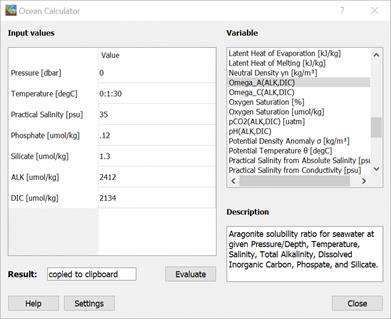 Ocean Calculator
?
Input values
Value
Pressure [dbar] 0
Temperature [degC] 0:1:30
Practical Salinity [psu] 35
Phosphate [umol/kg] .12
Silicate [umol/kg] 1.3
ALK [umol/kg] 2412
DIC [umol/kg] 2134
Variable
Latent Heat of Evaporation [kJ/kg]
Latent Heat of Melting [kJ/kg]
Neutral Density γn [kg/m³]
Omega_A(ALK,DIC)
Omega_C(ALK,DIC)
Oxygen Saturation [%]
Oxygen Saturation [umol/kg]
pCO2(ALK,DIC) [uatm]
pH(ALK,DIC)
Potential Density Anomaly σ [kg/m³]
Potential Temperature θ [degC]
Practical Salinity from Absolute Salinity [psu
Practical Salinity from Conductivity [psu]
Description
Aragonite solubility ratio for seawater at
given Pressure/Depth, Temperature,
Salinity, Total Alkalinity, Dissolved
Inorganic Carbon, Phospate, and Silicate.
Result: copied to clipboard Evaluate
Help Settings Close